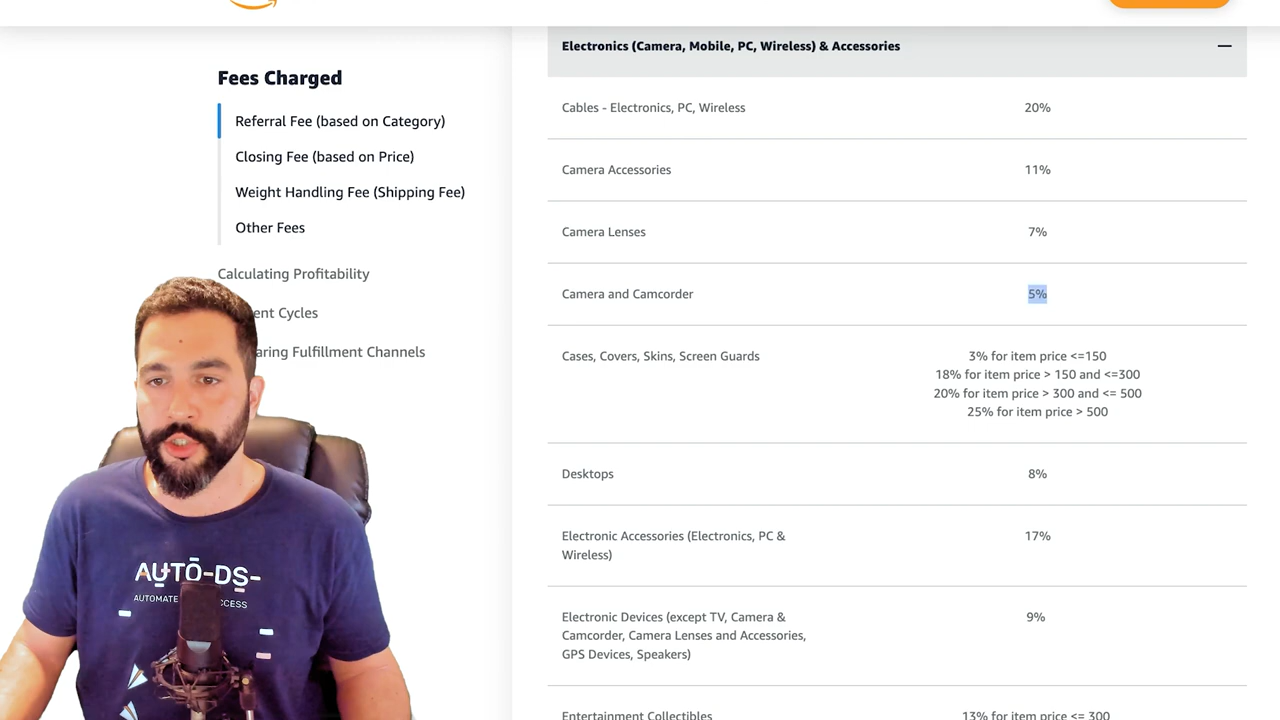 Electronics (Camera, Mobile, PC, Wireless) & Accessories
Fees Charged
Referral Fee (based on Category)
Closing Fee (based on Price)
Weight Handling Fee (Shipping Fee)
Other Fees
Calculating Profitability
ent Cycles
aring Fulfillment Channels
Cables - Electronics, PC, Wireless 20%
Camera Accessories 11%
Camera Lenses 7%
Camera and Camcorder 5%
Cases, Covers, Skins, Screen Guards 3% for item price <=150
18% for item price > 150 and <=300
20% for item price > 300 and <= 500
25% for item price > 500
Desktops 8%
Electronic Accessories (Electronics, PC & 17%
Wireless)
Electronic Devices (except TV, Camera & 9%
Camcorder, Camera Lenses and Accessories,
GPS Devices, Speakers)
Entertainment Collectibles 13% for item price <= 300
AUTO-DS-
AUTOMATE CCESS